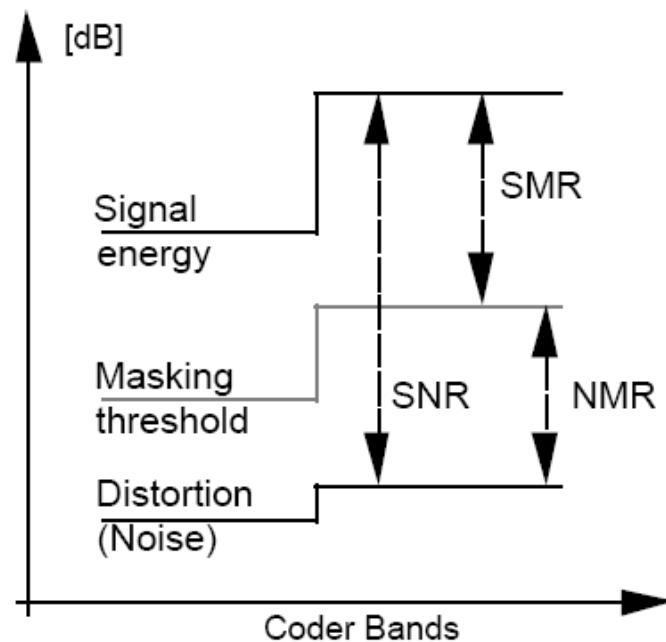 [dB]
SMR
Signal
energy
Masking
threshold
SNR
NMR
Distortion
(Noise)
Coder Bands